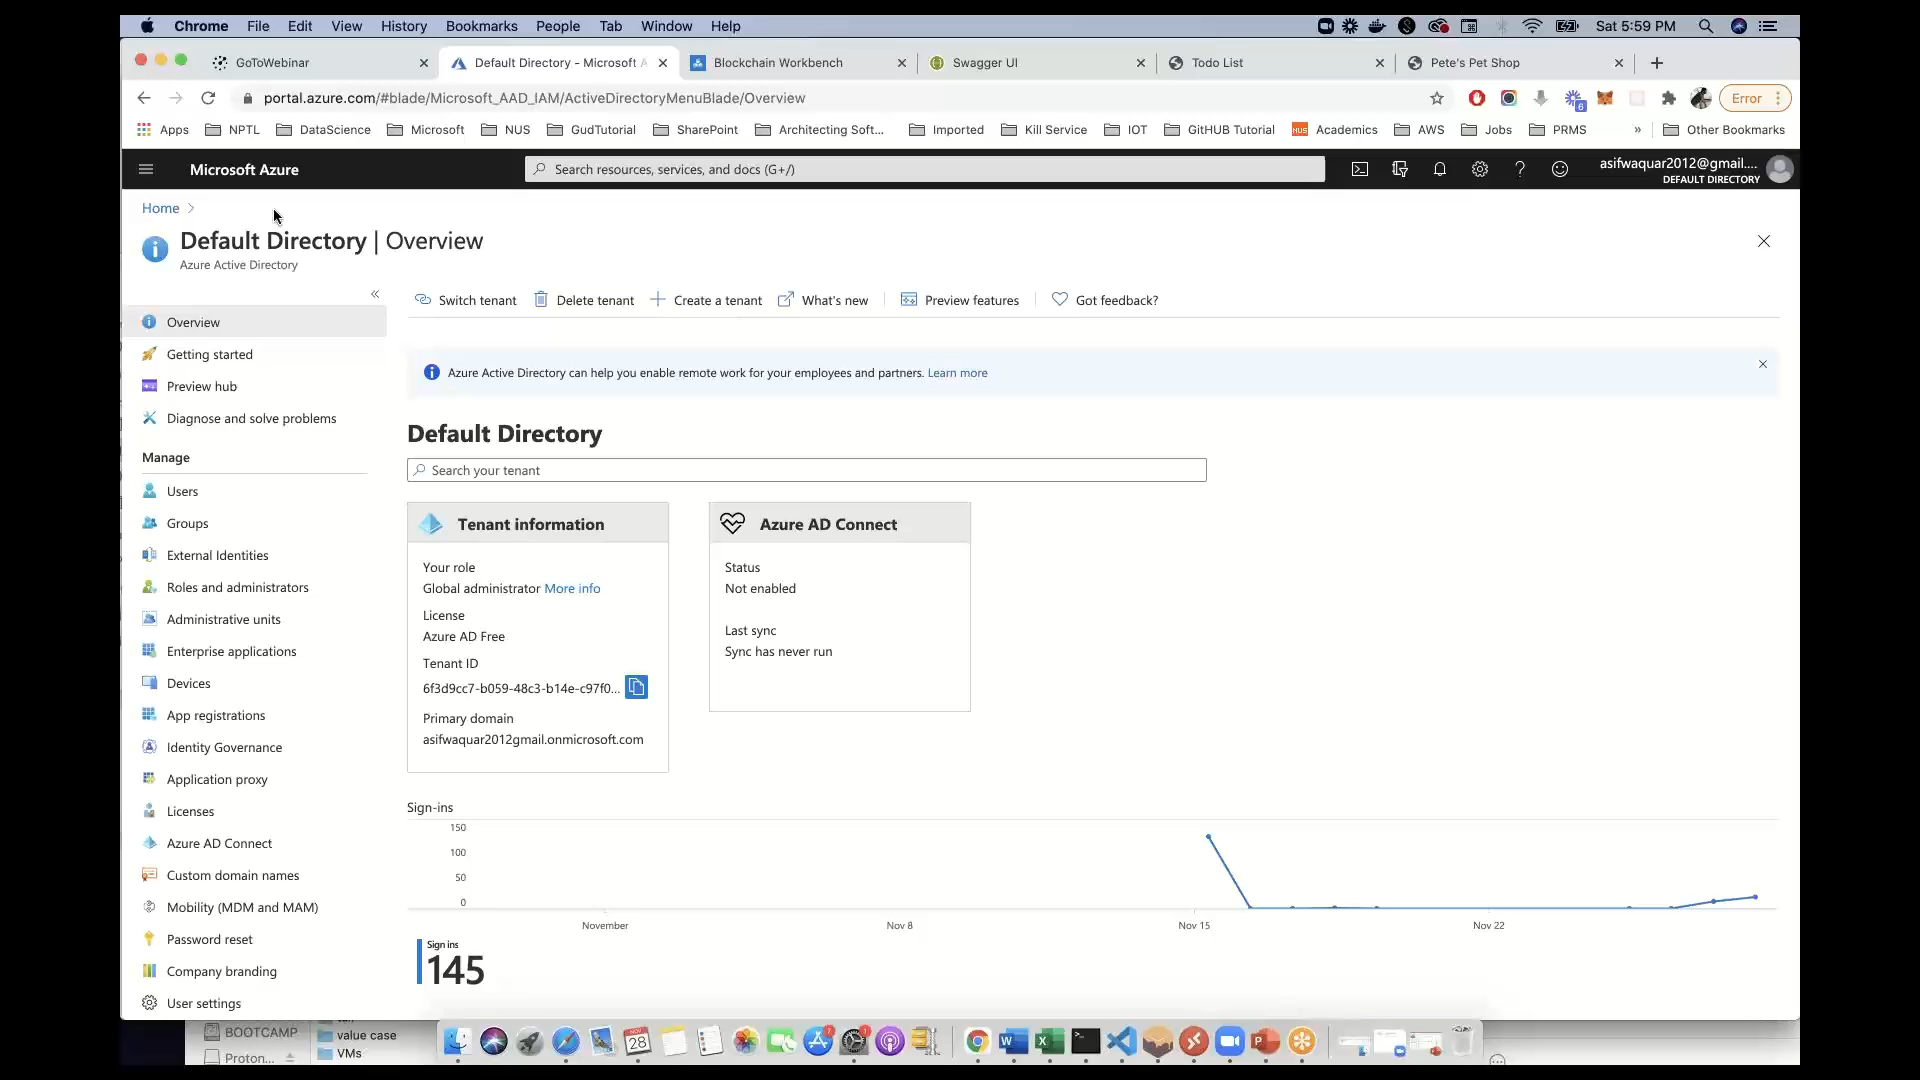 Chrome File Edit View History Bookmarks People Tab Window Help Sat 5:59 PM
GoToWebinar Default Directory - Microsoft A Blockchain Workbench Swagger UI Todo List Pete's Pet Shop
portal.azure.com/#blade/Microsoft_AAD_IAM/ActiveDirectoryMenuBlade/Overview 6 Error
Apps NPTL DataScience Microsoft NUS GudTutorial SharePoint Architecting Soft... Imported Kill Service IOT GitHUB Tutorial NUS Academics AWS Jobs PRMS » Other Bookmarks
Microsoft Azure Search resources, services, and docs (G+/) asifwaquar2012@gmail....
DEFAULT DIRECTORY
Home >
Default Directory | Overview
Azure Active Directory
«
Switch tenant Delete tenant Create a tenant What's new Preview features Got feedback?
Overview
Getting started
Preview hub
Diagnose and solve problems
Manage
Users
Groups
External Identities
Roles and administrators
Administrative units
Enterprise applications
Devices
App registrations
Identity Governance
Application proxy
Licenses
Azure AD Connect
Custom domain names
Mobility (MDM and MAM)
Password reset
Company branding
User settings
Azure Active Directory can help you enable remote work for your employees and partners. Learn more
Default Directory
Search your tenant
Tenant information
Your role
Global administrator More info
License
Azure AD Free
Tenant ID
6f3d9cc7-b059-48c3-b14e-c97f0...
Primary domain
asifwaquar2012gmail.onmicrosoft.com
Azure AD Connect
Status
Not enabled
Last sync
Sync has never run
Sign-ins
150
100
50
0
November Nov 8 Nov 15 Nov 22
Sign ins
145
BOOTCAMP
Proton...
value case
VMs
NOV
28